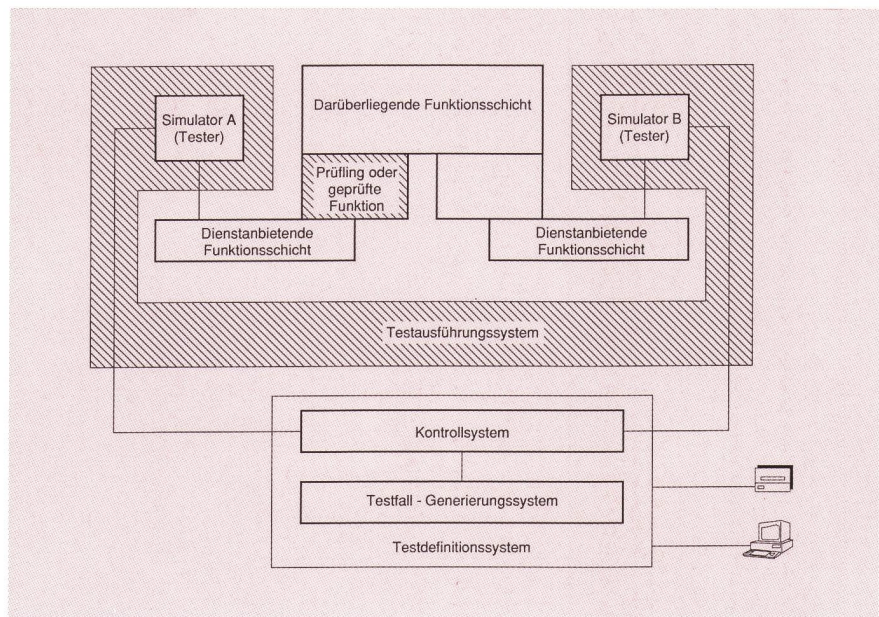 Darüberliegende Funktionsschicht
Simulator A
(Tester)
Simulator B
(Tester)
Prüfling oder
geprüfte
Funktion
Dienstanbietende
Funktionsschicht
Dienstanbietende
Funktionsschicht
Testausführungssystem
Kontrollsystem
Testfall - Generierungssystem
Testdefinitionssystem